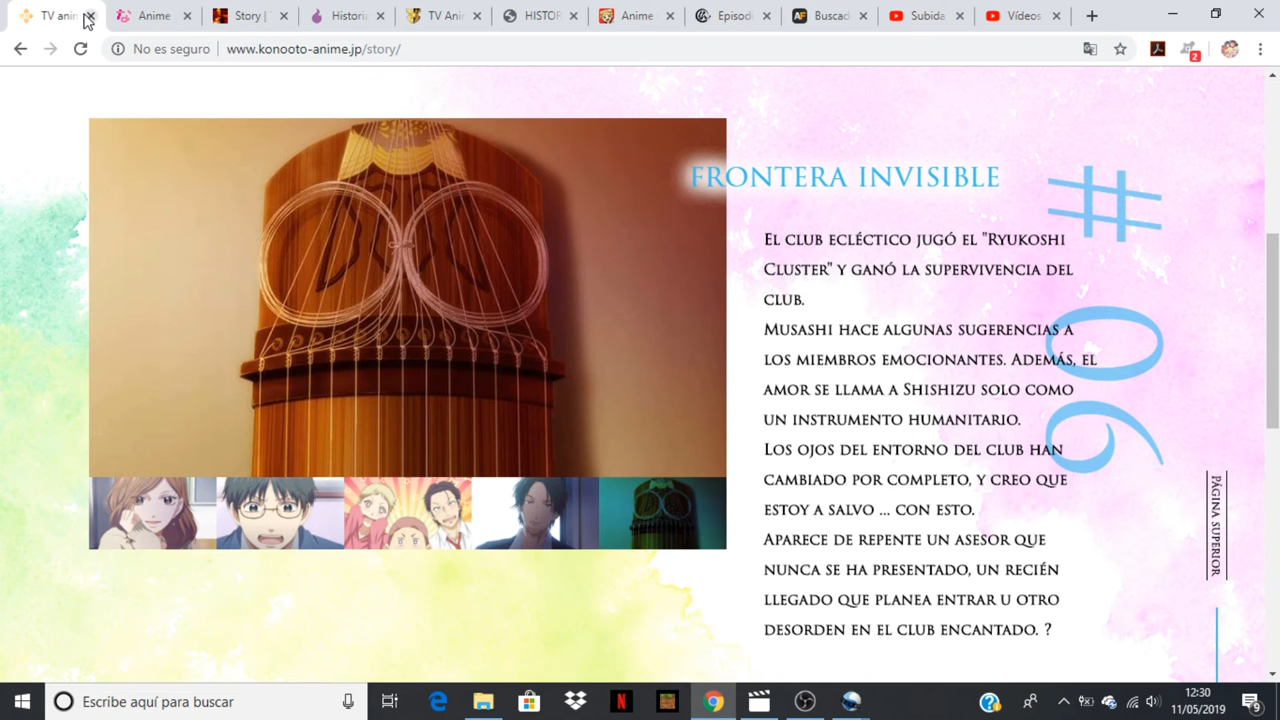 TV anim
Anime
Story |
Histori
TV Ani
HISTOR
Anime
Episodi
Buscad
Subida
Vídeos
No es seguro
www.konooto-anime.jp/story/
2
FRONTERA INVISIBLE
# 06
El club ecléctico jugó el "Ryukoshi
Cluster" y ganó la supervivencia del
club.
Musashi hace algunas sugerencias a
los miembros emocionantes. Además, el
amor se llama a Shishizu solo como
un instrumento humanitario.
Los ojos del entorno del club han
cambiado por completo, y creo que
estoy a salvo ... con esto.
Aparece de repente un asesor que
nunca se ha presentado, un recién
llegado que planea entrar u otro
desorden en el club encantado. ?
Página superior
Escribe aquí para buscar
12:30
11/05/2019
9